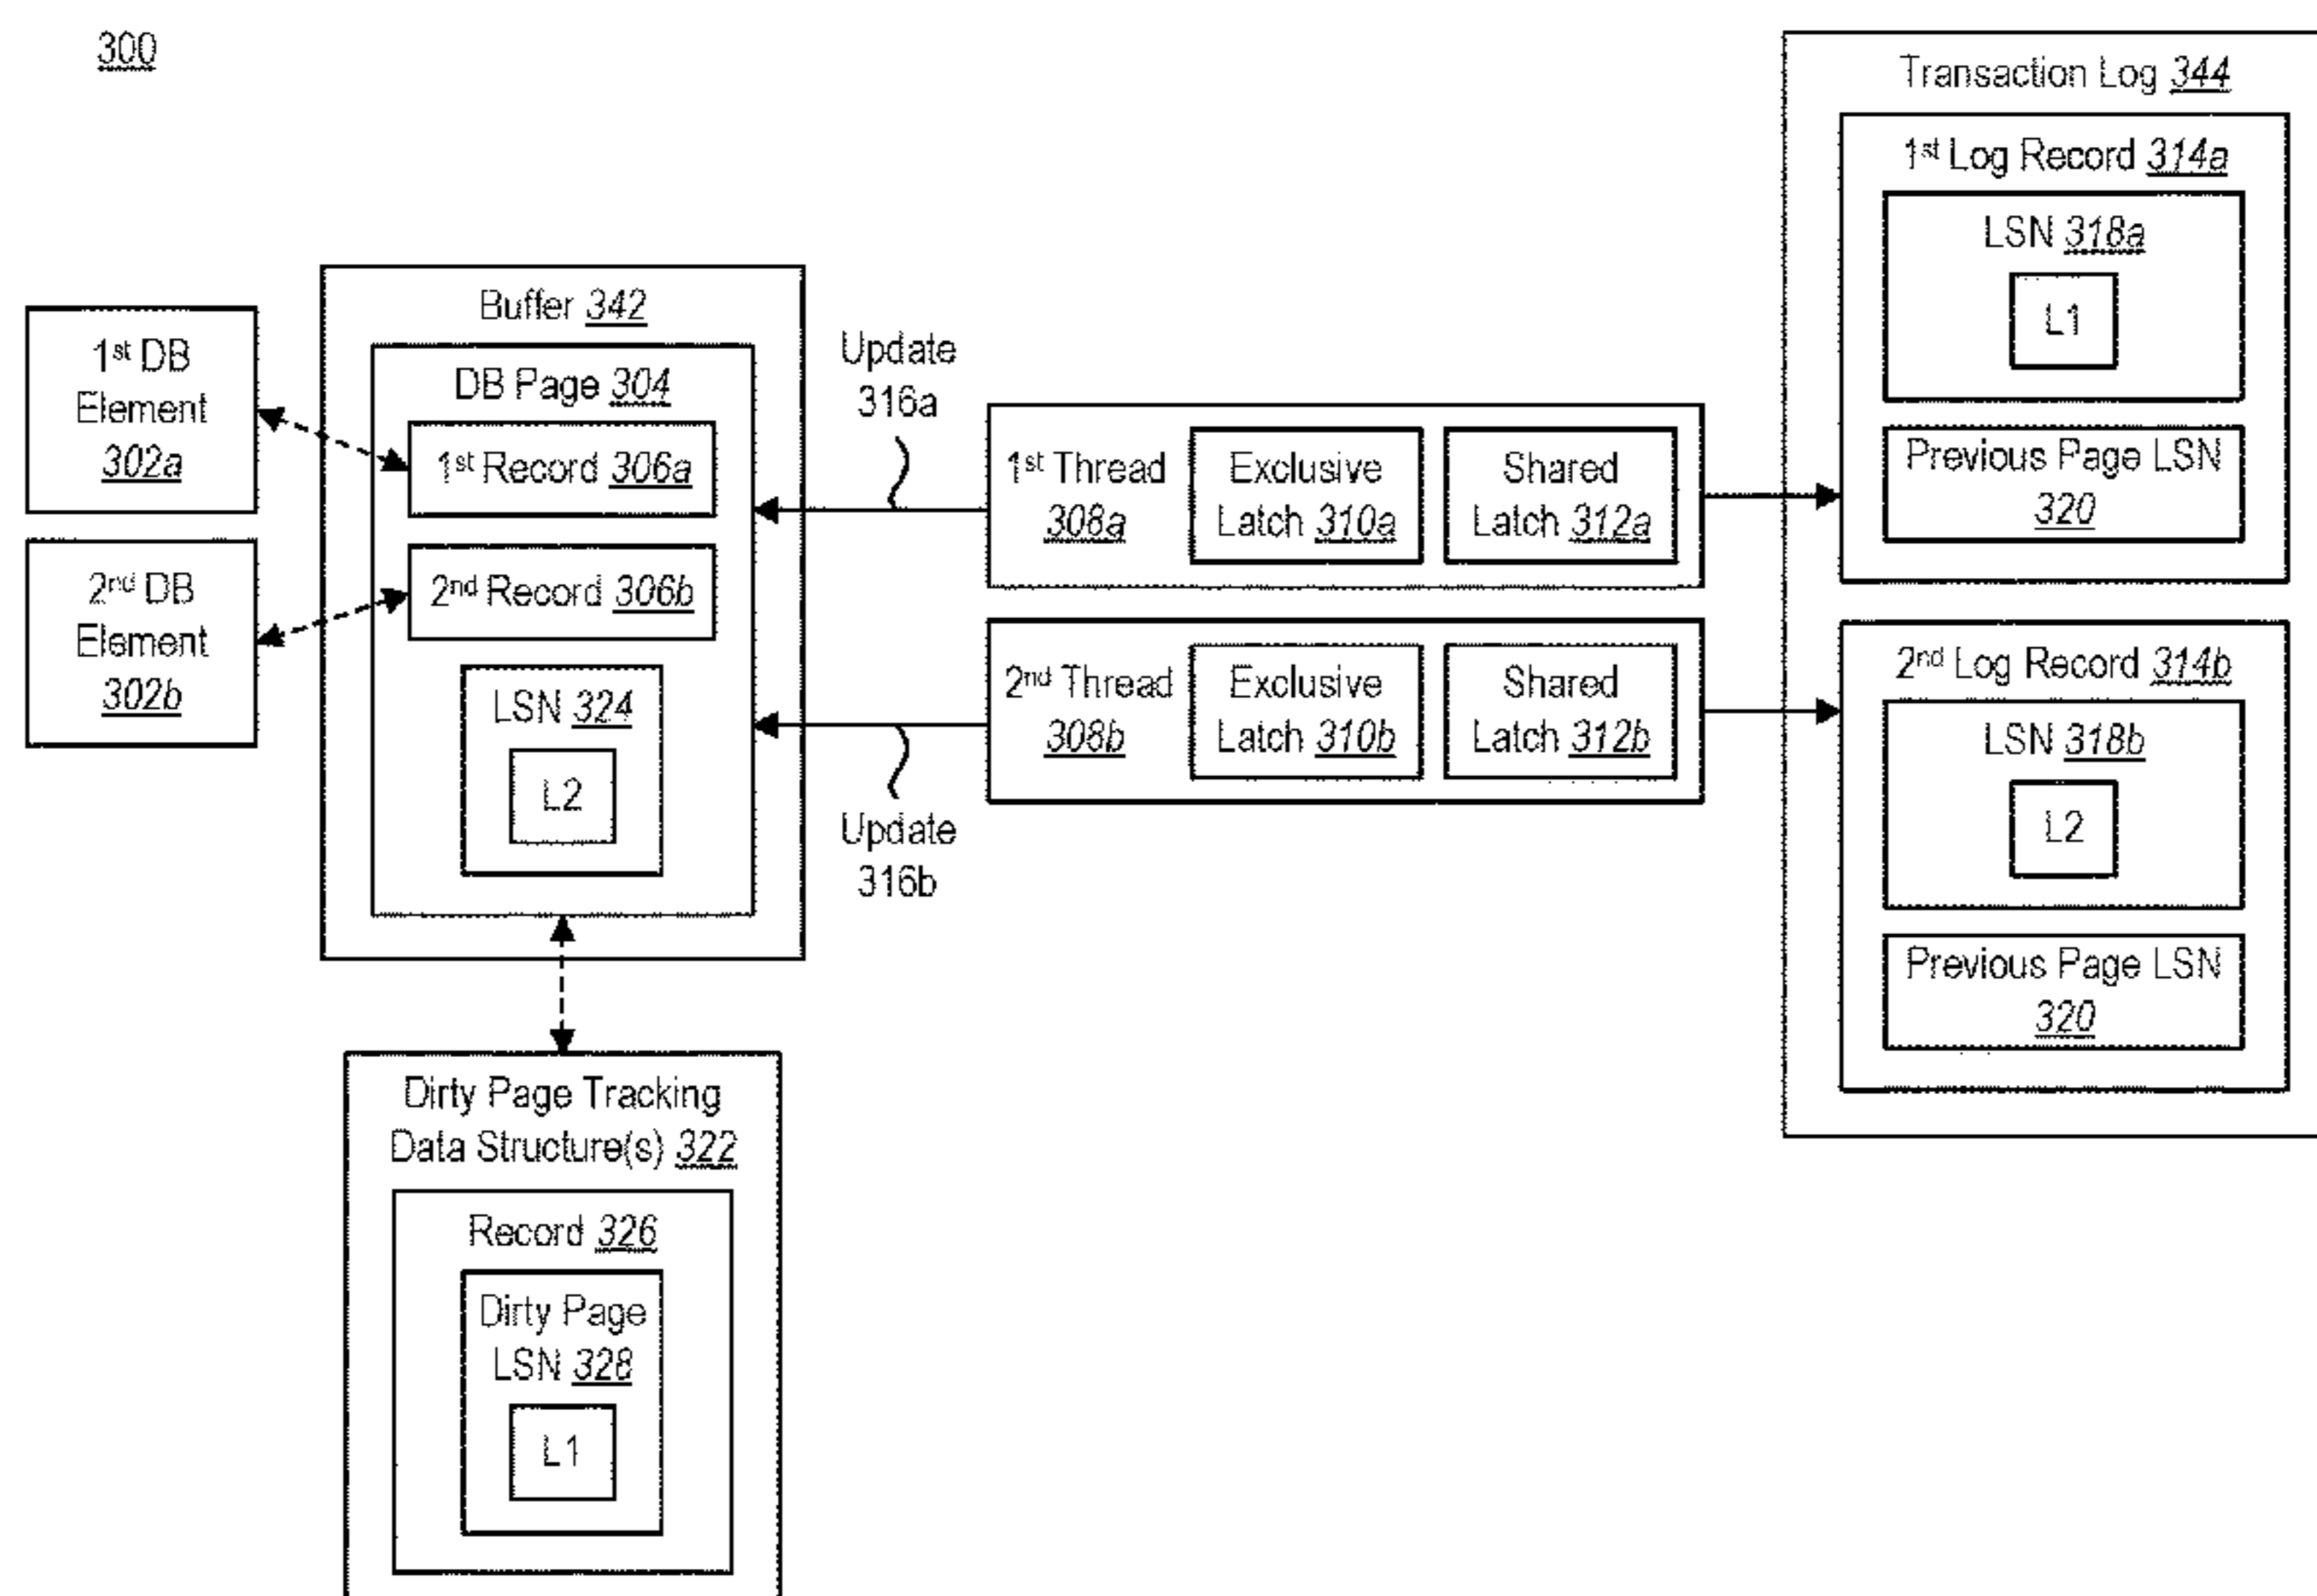 300
1st DB
Element
302a
2nd DB
Element
302b
Buffer 342
DB Page 304
1st Record 306a
2nd Record 306b
LSN 324
L2
Dirty Page Tracking
Data Structure(s) 322
Record 326
Dirty Page
LSN 328
L1
Update
316a
1st Thread
308a
Exclusive
Latch 310a
Shared
Latch 312a
2nd Thread
308b
Exclusive
Latch 310b
Shared
Latch 312b
Update
316b
Transaction Log 344
1st Log Record 314a
LSN 318a
L1
Previous Page LSN
320
2nd Log Record 314b
LSN 318b
L2
Previous Page LSN
320